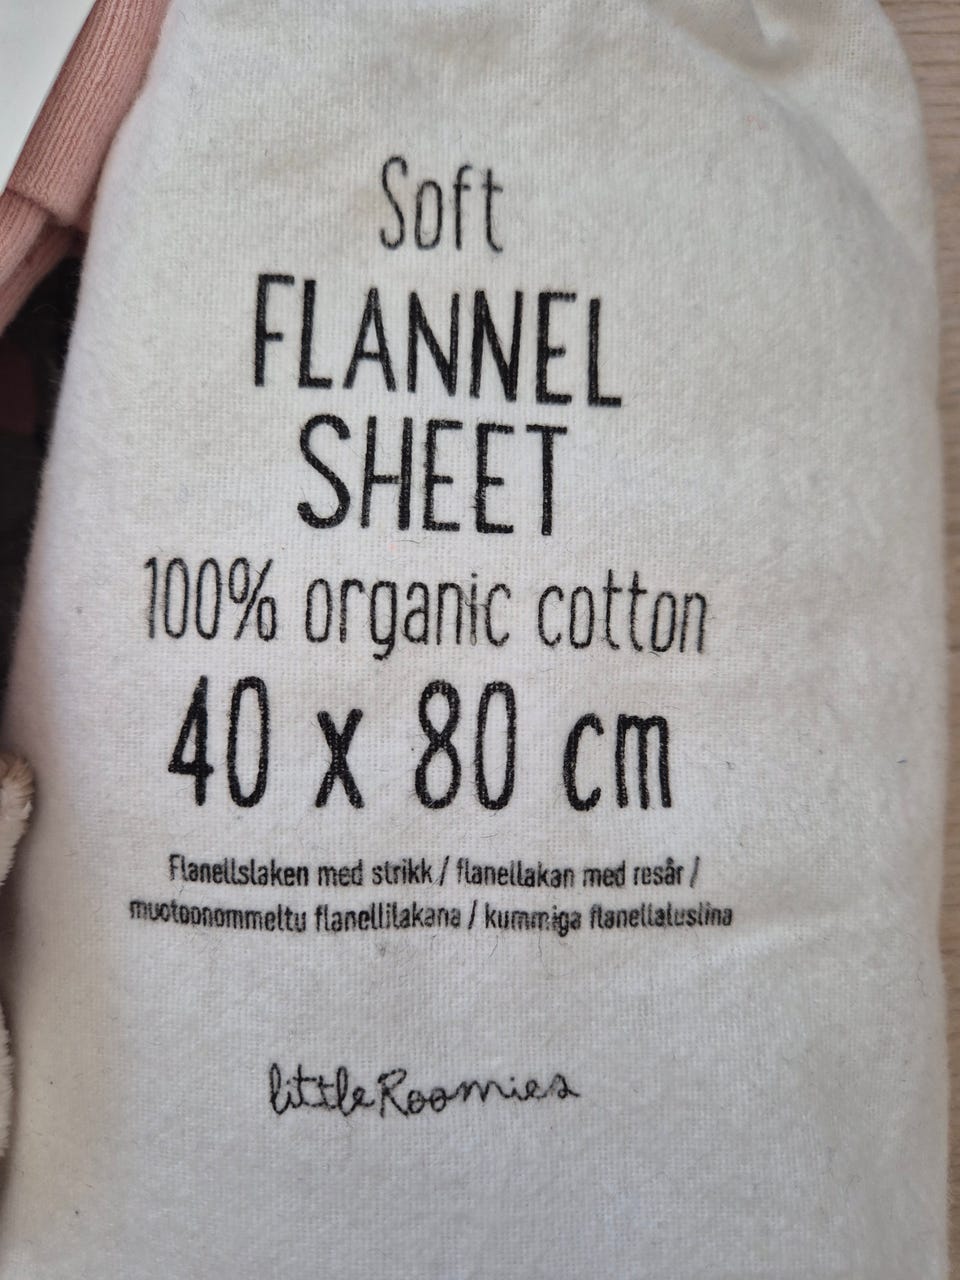 Soft
FLANNEL
SHEET
100% organic cotton
40 x 80 cm
Flanellslaken med strikk / flanellakan med resår /
muotoonommeltu flanellilakana / kummiga flanellaluslina
littleRoomies